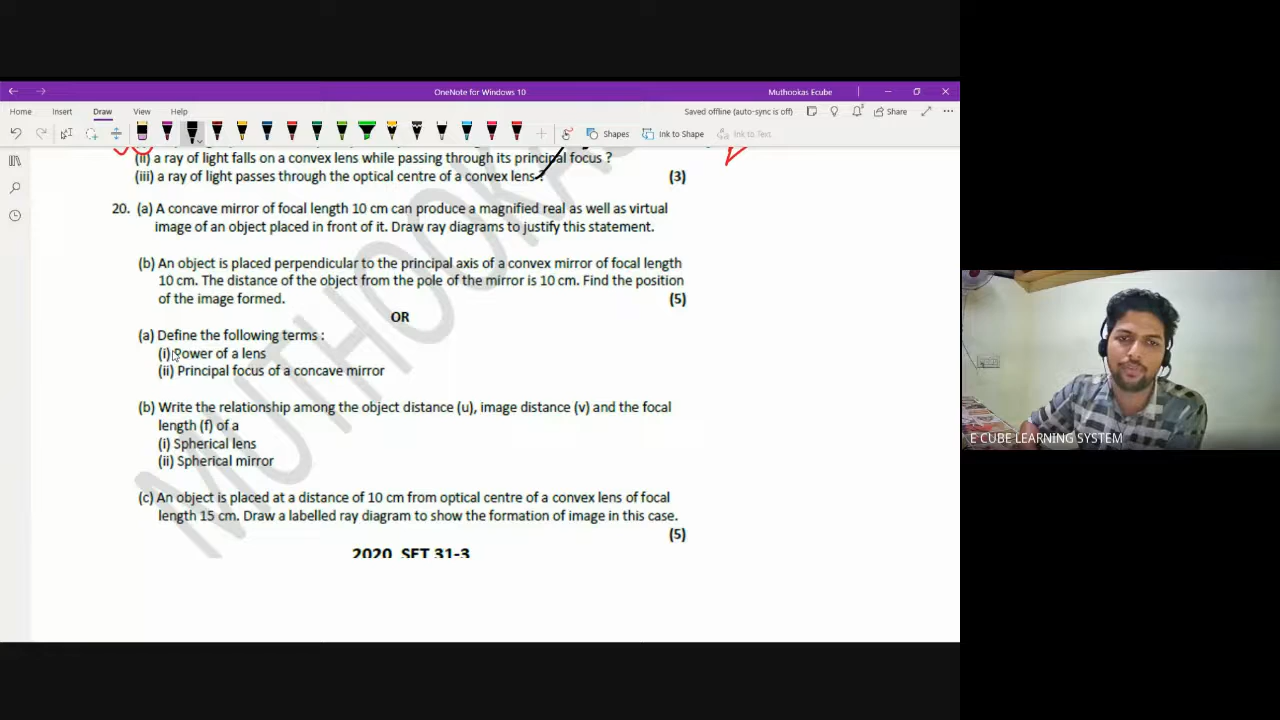 OneNote for Windows 10
Muthookas Ecube
Home Insert Draw View Help
Saved offline (auto-sync is off)
Share
Shapes
Ink to Shape
Ink to Text
(ii) a ray of light falls on a convex lens while passing through its principal focus ?
(iii) a ray of light passes through the optical centre of a convex lens ? (3)
20. (a) A concave mirror of focal length 10 cm can produce a magnified real as well as virtual
image of an object placed in front of it. Draw ray diagrams to justify this statement.
(b) An object is placed perpendicular to the principal axis of a convex mirror of focal length
10 cm. The distance of the object from the pole of the mirror is 10 cm. Find the position
of the image formed. (5)
OR
(a) Define the following terms :
(i) Power of a lens
(ii) Principal focus of a concave mirror
(b) Write the relationship among the object distance (u), image distance (v) and the focal
length (f) of a
(i) Spherical lens
(ii) Spherical mirror
(c) An object is placed at a distance of 10 cm from optical centre of a convex lens of focal
length 15 cm. Draw a labelled ray diagram to show the formation of image in this case.
(5)
2020 SET 31-3
MUTHOOKAS
E CUBE LEARNING SYSTEM